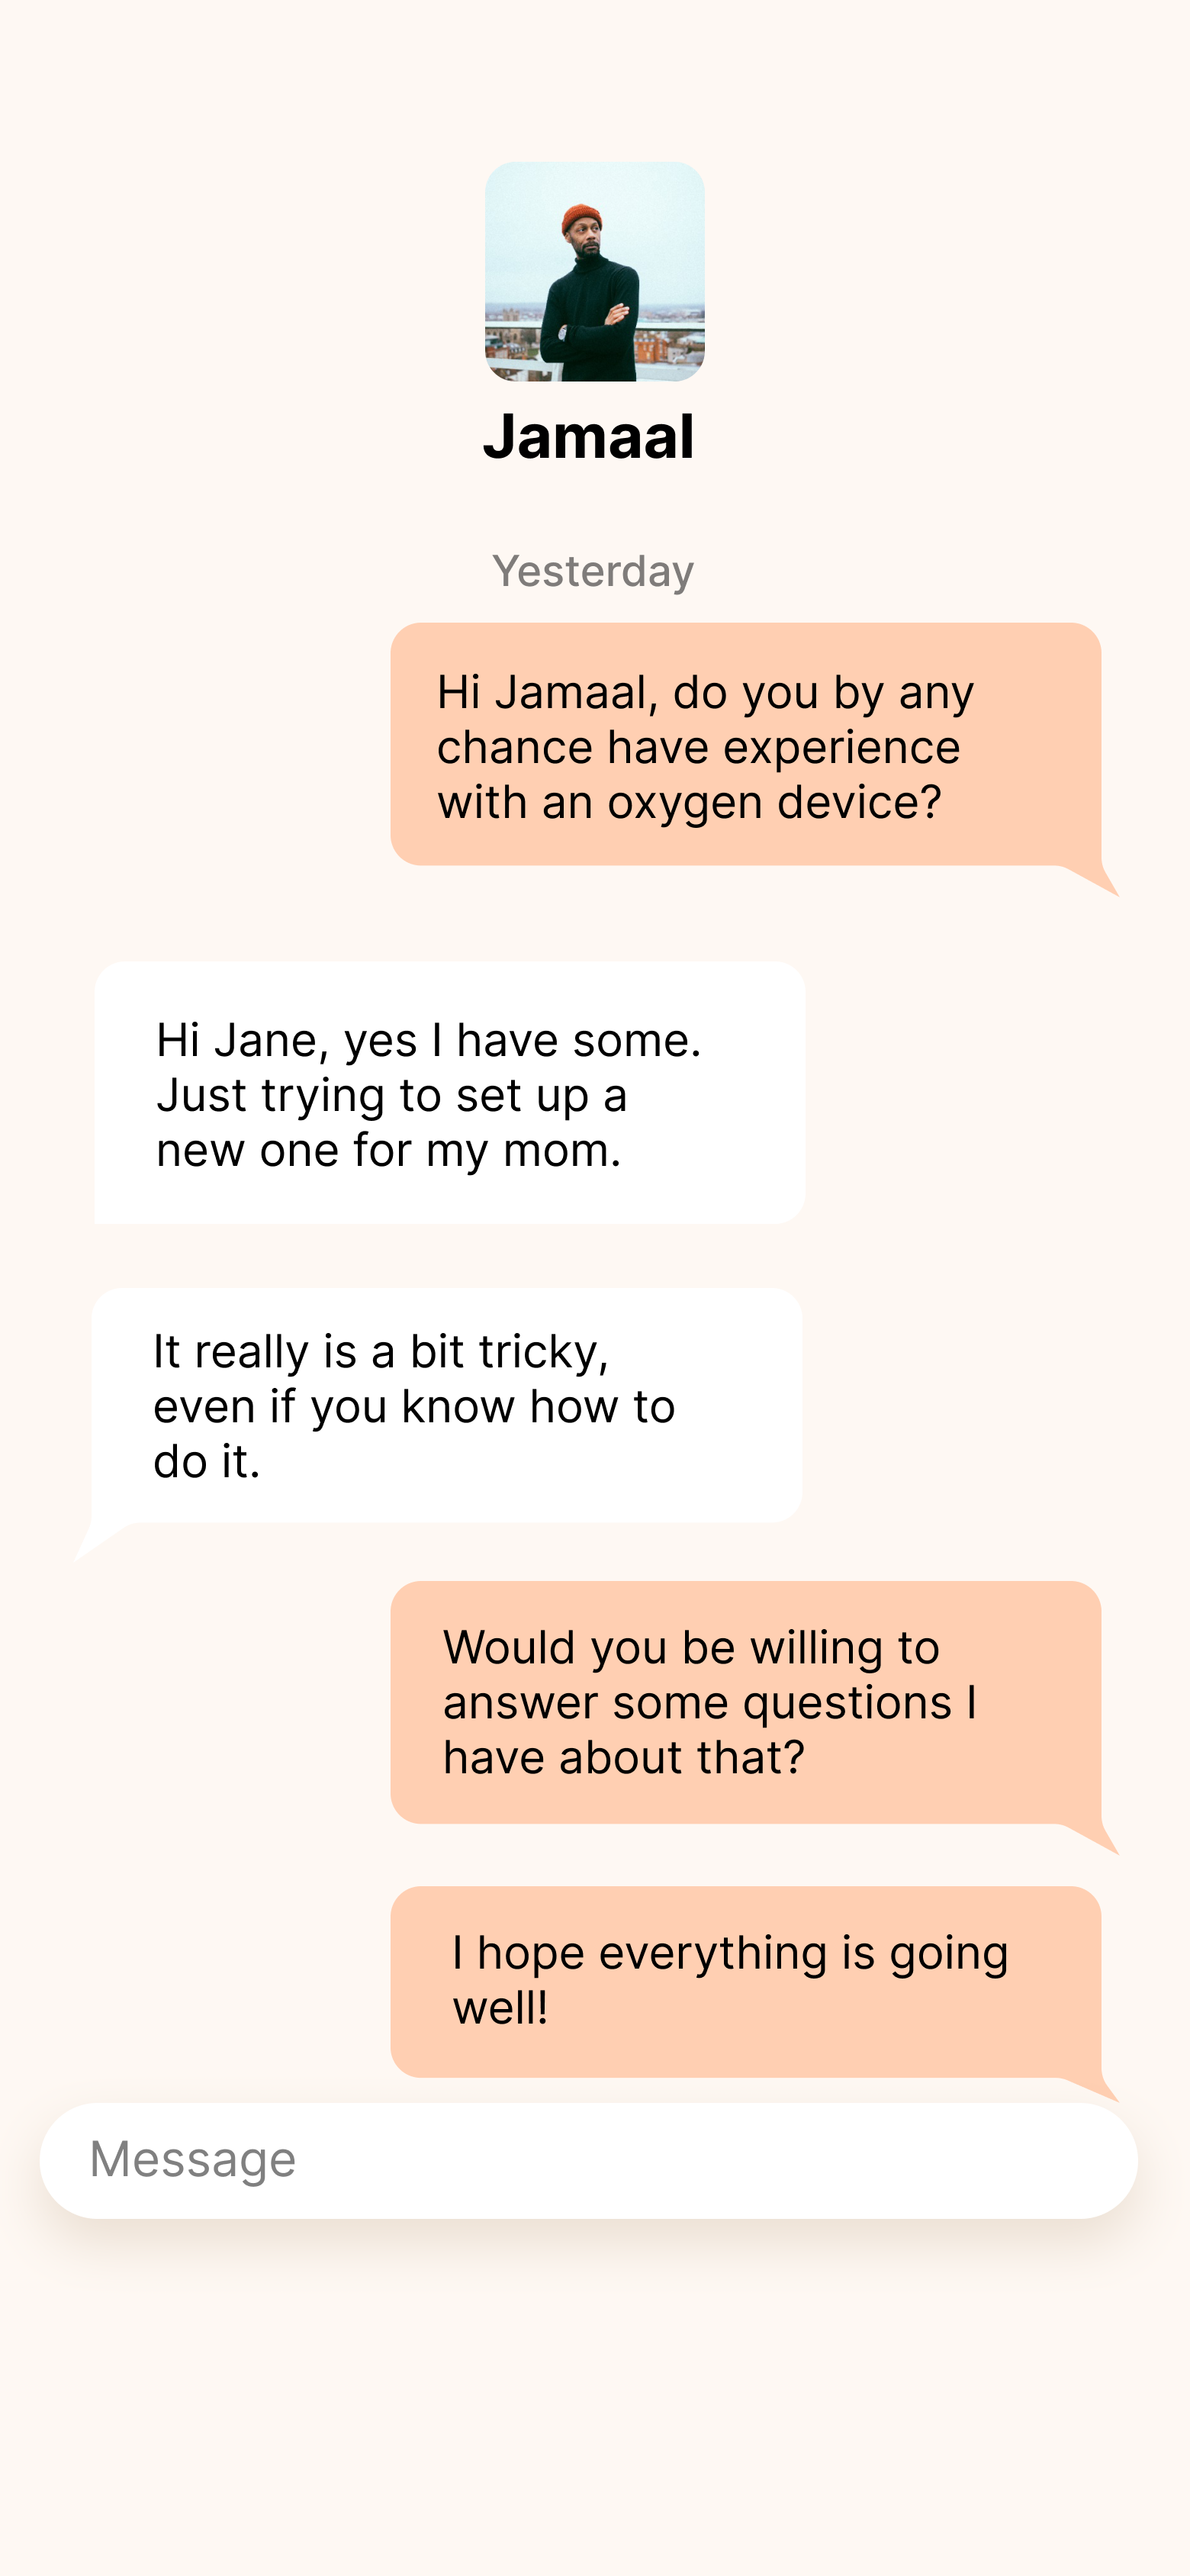 Jamaal
Yesterday
Hi Jamaal, do you by any
chance have experience
with an oxygen device?
Hi Jane, yes I have some.
Just trying to set up a
new one for my mom.
It really is a bit tricky,
even if you know how to
do it.
Would you be willing to
answer some questions I
have about that?
I hope everything is going
well!
Message